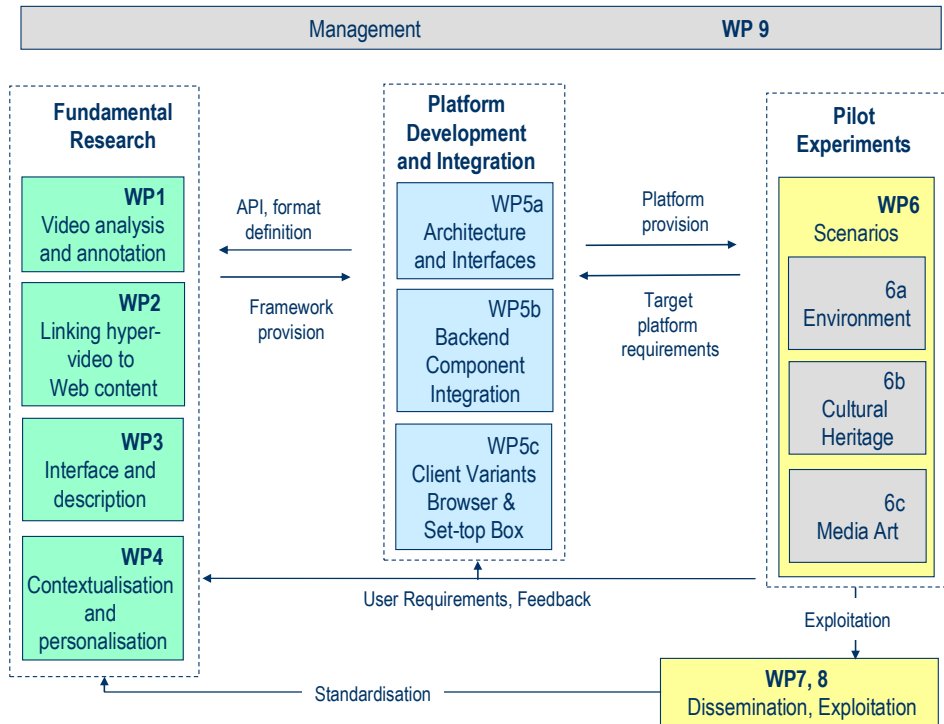 Management WP 9
Fundamental
Research
WP1
Video analysis
and annotation
WP2
Linking hyper-
video to
Web content
WP3
Interface and
description
WP4
Contextualisation
and
personalisation
API, format
definition
Framework
provision
Platform
Development
and Integration
WP5a
Architecture
and Interfaces
WP5b
Backend
Component
Integration
WP5c
Client Variants
Browser &
Set-top Box
Platform
provision
Target
platform
requirements
Pilot
Experiments
WP6
Scenarios
6a
Environment
6b
Cultural
Heritage
6c
Media Art
User Requirements, Feedback
Exploitation
WP7, 8
Dissemination, Exploitation
Standardisation